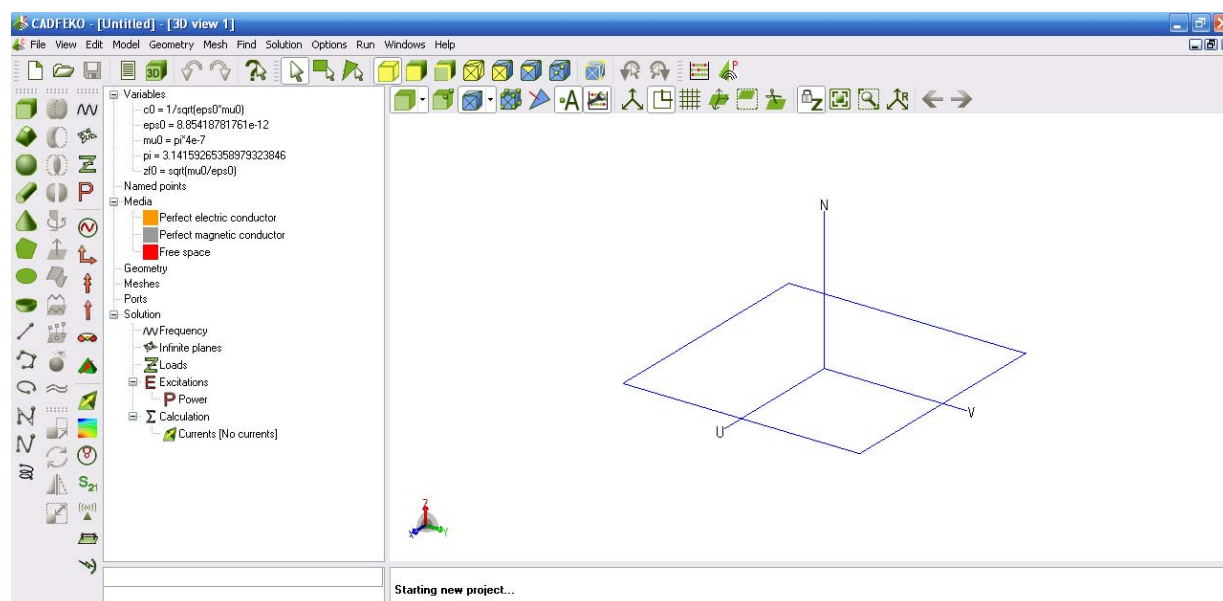 CADFEKO - [Untitled] - [3D view 1]
File View Edit Model Geometry Mesh Find Solution Options Run Windows Help
3D
P
A
Z
R
Variables
c0 = 1/sqrt(eps0*mu0)
eps0 = 8.85418781761e-12
mu0 = pi*4e-7
pi = 3.14159265358979323846
zf0 = sqrt(mu0/eps0)
Named points
Media
Perfect electric conductor
Perfect magnetic conductor
Free space
Geometry
Meshes
Ports
Solution
Frequency
Infinite planes
Loads
E Excitations
P Power
Σ Calculation
Currents [No currents]
P
S21
N
U
V
Z
X
Y
Starting new project...